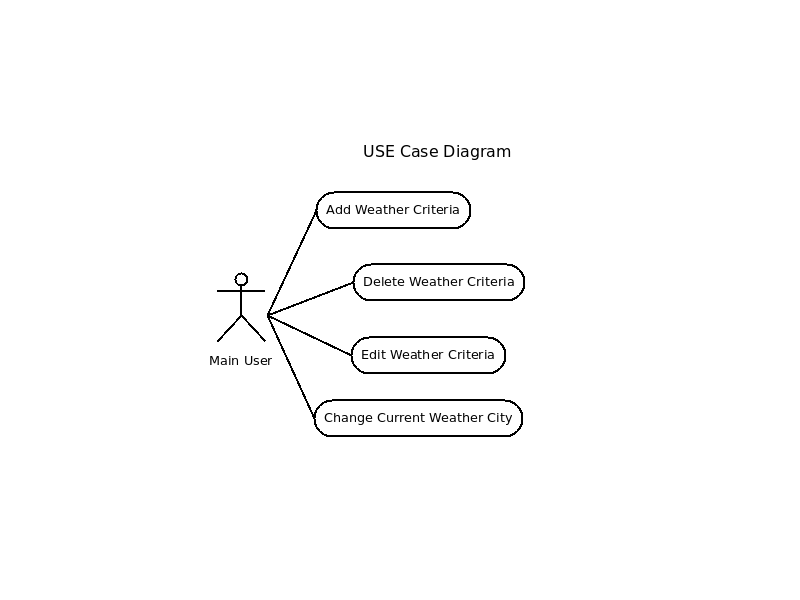 USE Case Diagram
Add Weather Criteria
Delete Weather Criteria
Main User
Edit Weather Criteria
Change Current Weather City